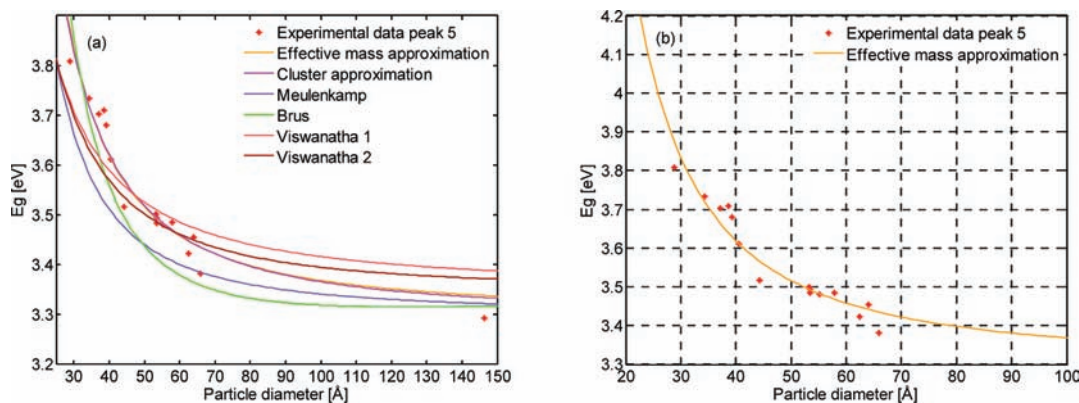 (a)
Experimental data peak 5
Effective mass approximation
Cluster approximation
Meulenkamp
Brus
Viswanatha 1
Viswanatha 2
Eg [eV]
3.8
3.7
3.6
3.5
3.4
3.3
3.2
30 40 50 60 70 80 90 100 110 120 130 140 150
Particle diameter [Å]
(b)
Experimental data peak 5
Effective mass approximation
Eg [eV]
4.2
4.1
4
3.9
3.8
3.7
3.6
3.5
3.4
3.3
20 30 40 50 60 70 80 90 100
Particle diameter [Å]